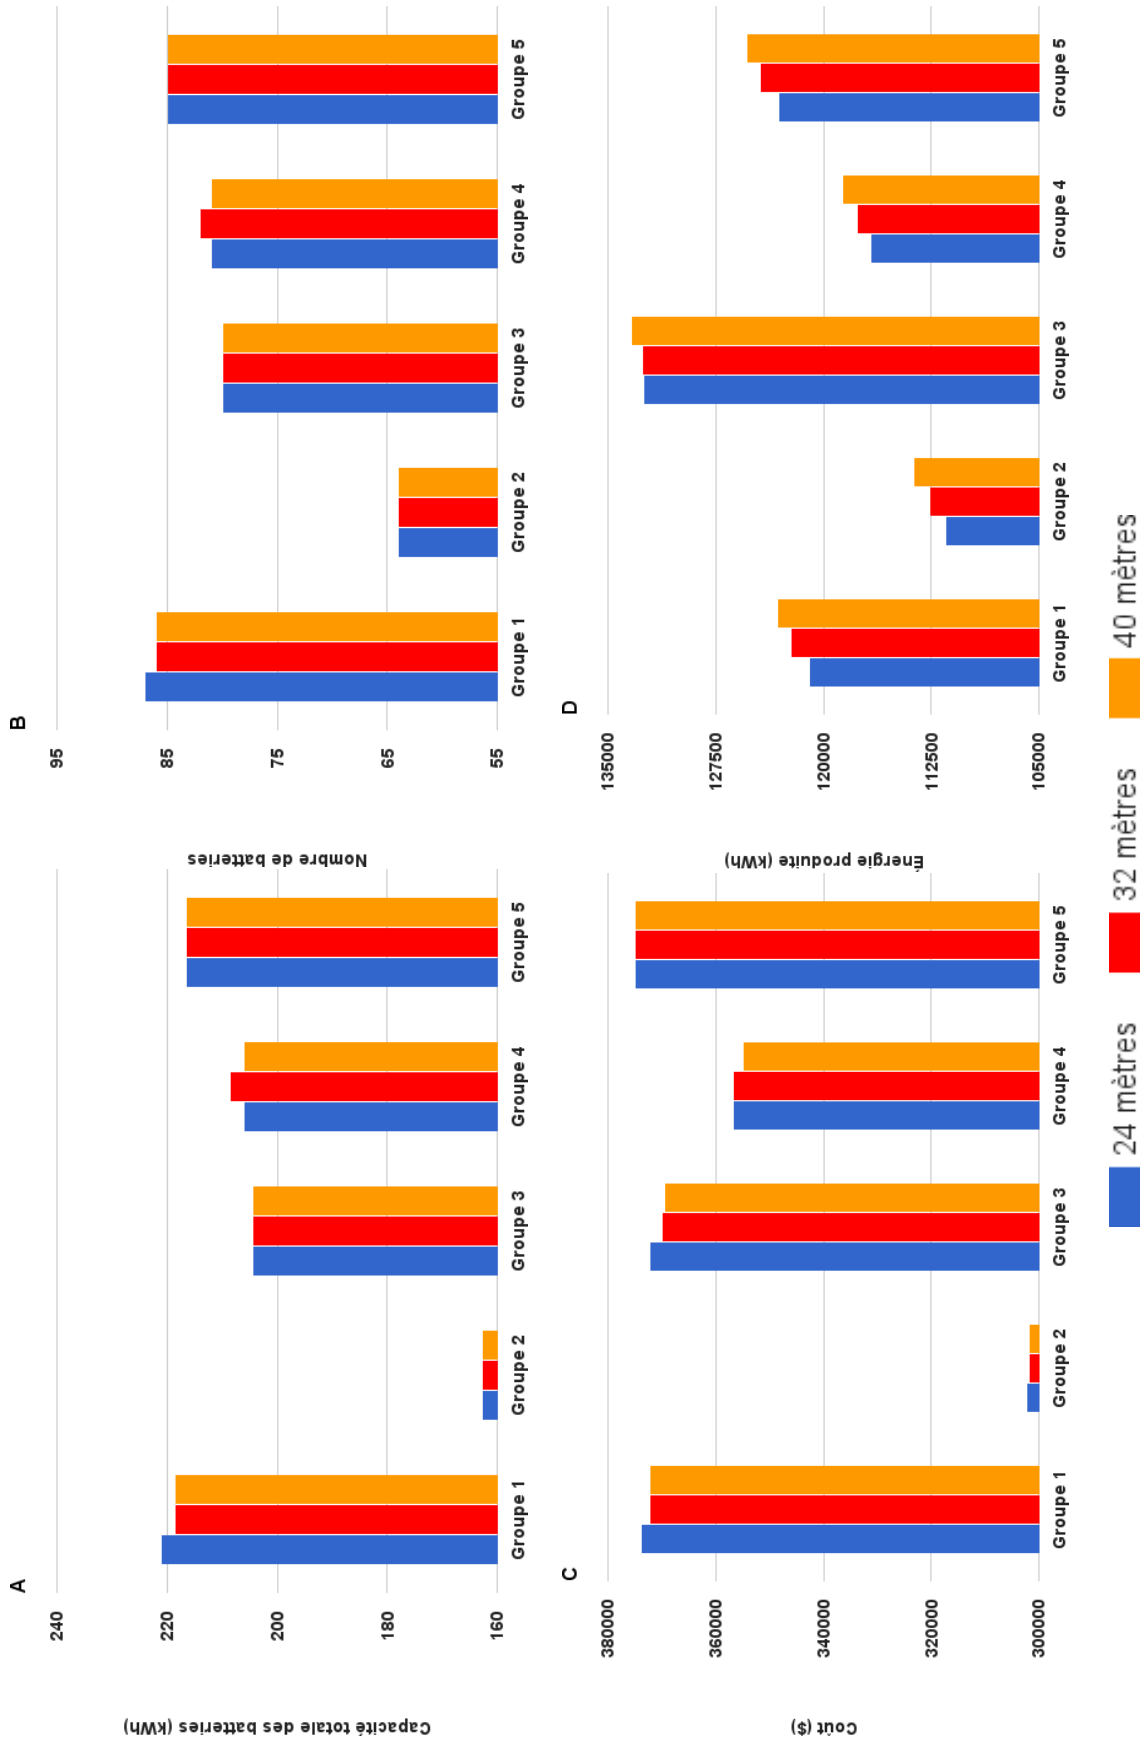 A
Capacité totale des batteries (kWh)
240
220
200
180
160
Groupe 1
Groupe 2
Groupe 3
Groupe 4
Groupe 5
B
Nombre de batteries
95
85
75
65
55
Groupe 1
Groupe 2
Groupe 3
Groupe 4
Groupe 5
C
Coût ($)
380000
360000
340000
320000
300000
Groupe 1
Groupe 2
Groupe 3
Groupe 4
Groupe 5
D
Énergie produite (kWh)
135000
127500
120000
112500
105000
Groupe 1
Groupe 2
Groupe 3
Groupe 4
Groupe 5
24 mètres 32 mètres 40 mètres